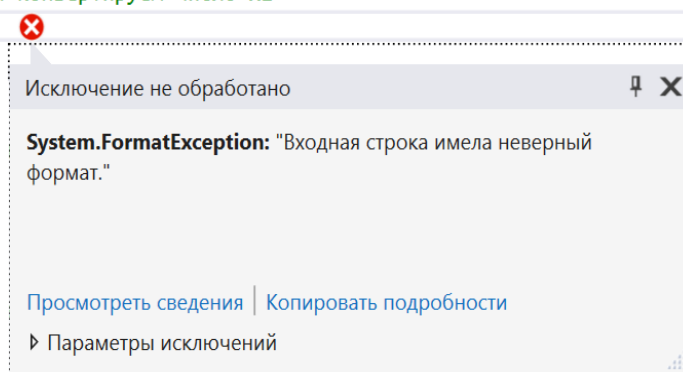 Исключение не обработано
System.FormatException: "Входная строка имела неверный
формат."
Просмотреть сведения | Копировать подробности
Параметры исключений